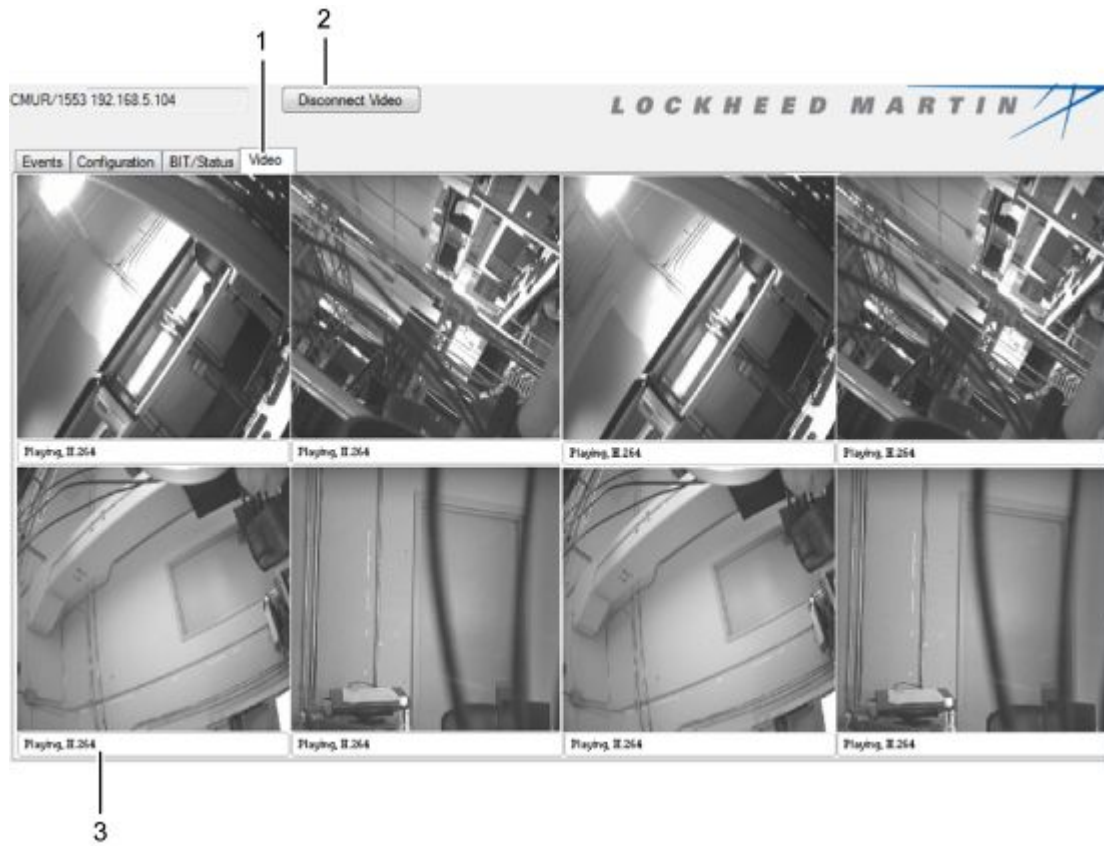 2
1
CMUR/1553 192.168.5.104
Disconnect Video
LOCKHEED MARTIN
Events Configuration BIT/Status Video
Playing, H.264 Playing, H.264 Playing, H.264 Playing, H.264
Playing, H.264 Playing, H.264 Playing, H.264 Playing, H.264
3